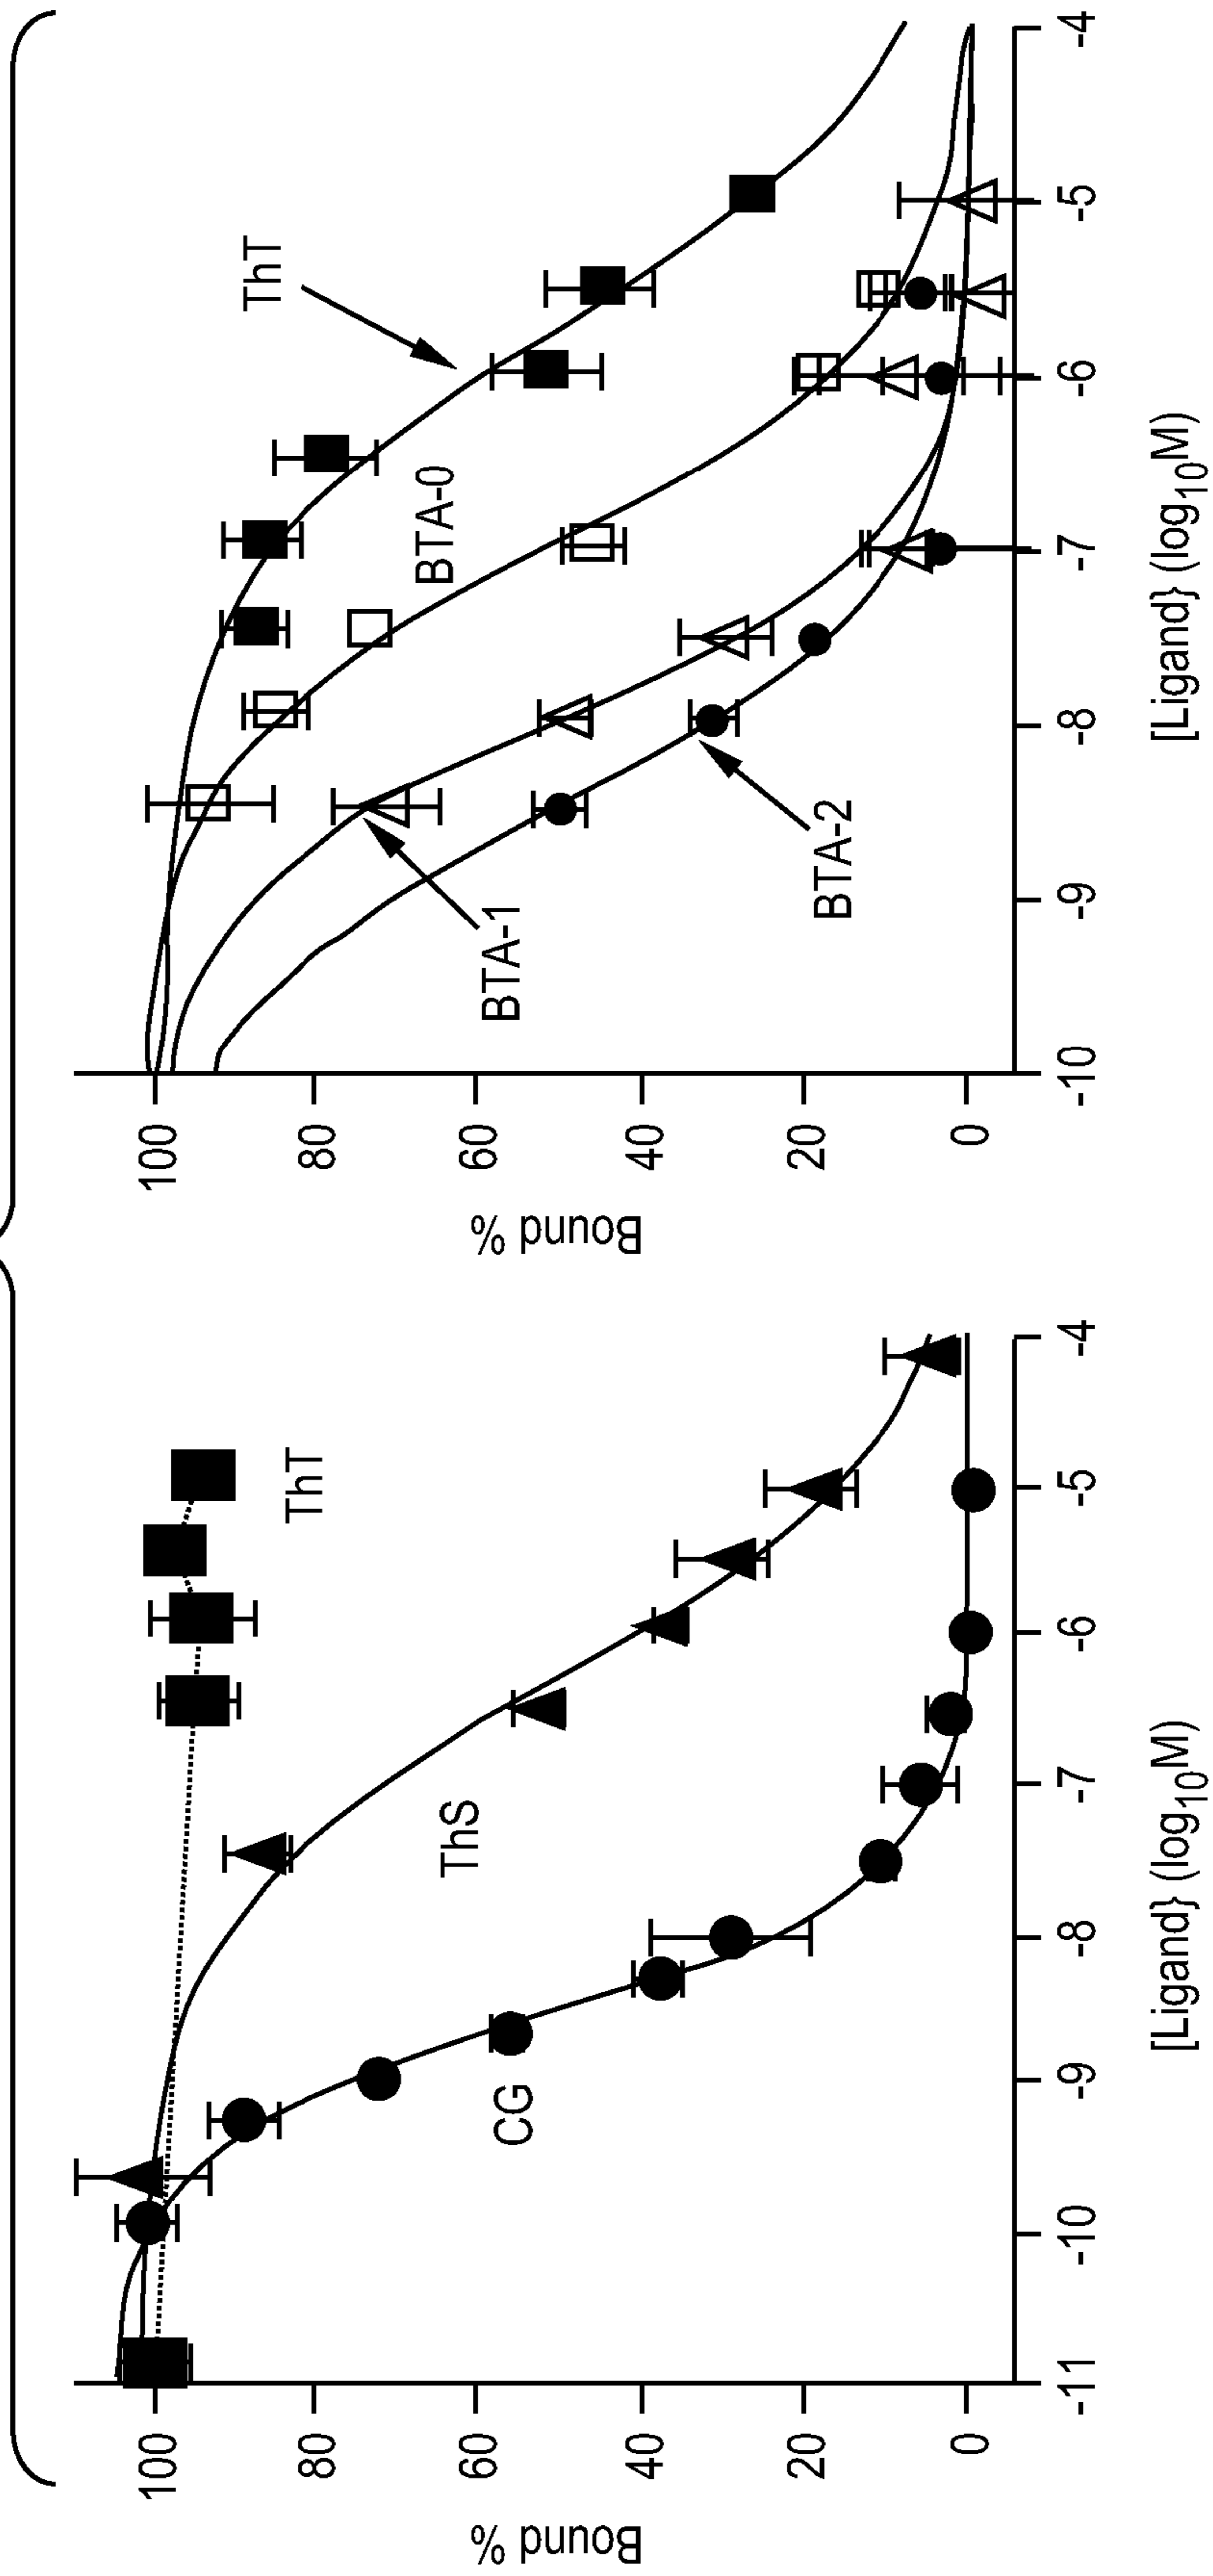 Bound %
100
80
60
40
20
0
ThT
ThS
CG
-11
-10
-9
-8
-7
-6
-5
-4
[Ligand} (log10M)
Bound %
100
80
60
40
20
0
ThT
BTA-0
BTA-1
BTA-2
-10
-9
-8
-7
-6
-5
-4
[Ligand} (log10M)